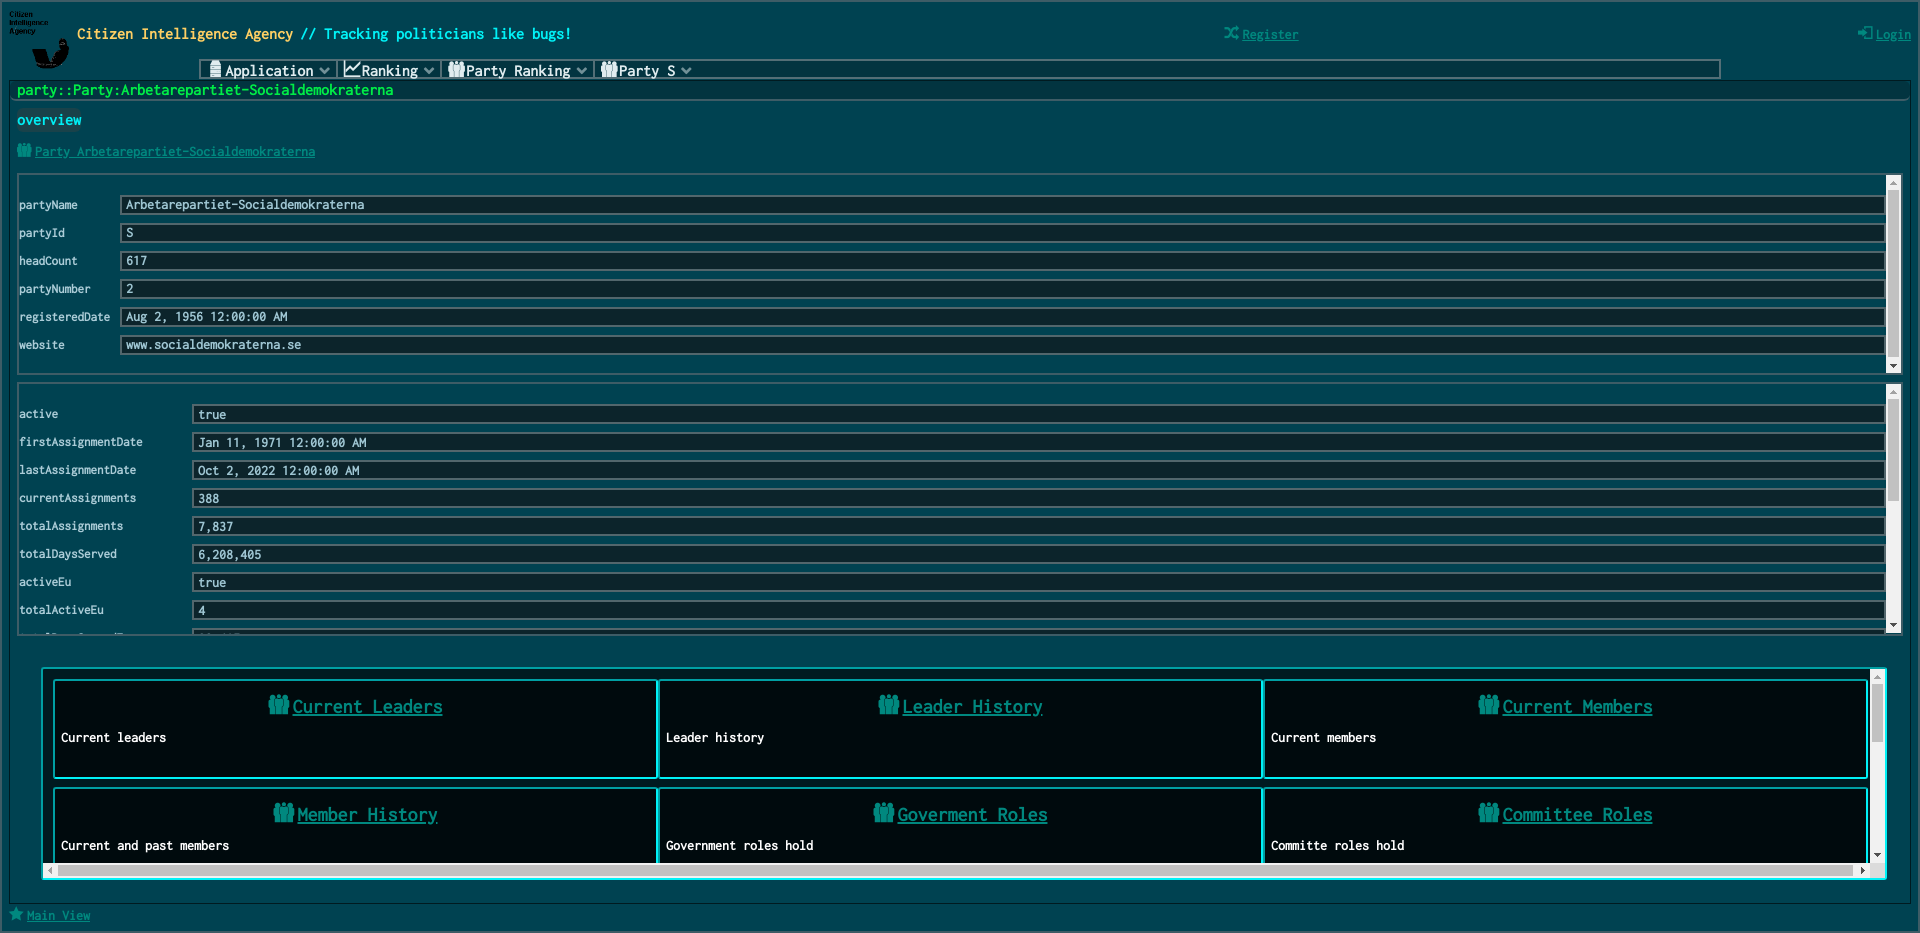 Citizen
Intelligence
Agency
Citizen Intelligence Agency // Tracking politicians like bugs!
Register
Login
Application
Ranking
Party Ranking
Party S
party::Party:Arbetarepartiet-Socialdemokraterna
overview
Party Arbetarepartiet-Socialdemokraterna
partyName Arbetarepartiet-Socialdemokraterna
partyId S
headCount 617
partyNumber 2
registeredDate Aug 2, 1956 12:00:00 AM
website www.socialdemokraterna.se
active true
firstAssignmentDate Jan 11, 1971 12:00:00 AM
lastAssignmentDate Oct 2, 2022 12:00:00 AM
currentAssignments 388
totalAssignments 7,837
totalDaysServed 6,208,405
activeEu true
totalActiveEu 4
Current Leaders
Current leaders
Leader History
Leader history
Current Members
Current members
Member History
Current and past members
Goverment Roles
Government roles hold
Committee Roles
Committe roles hold
Main View